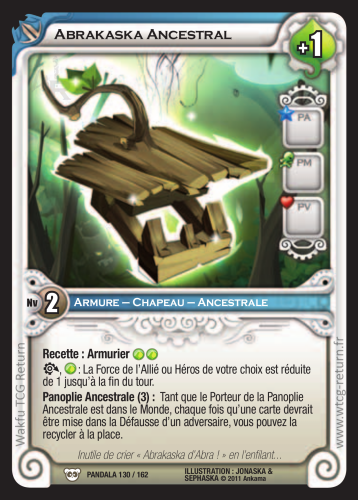 Abrakaska Ancestral
+1
PA
PM
PV
Nv 2
Armure – Chapeau – Ancestrale
Recette : Armurier
, : La Force de l'Allié ou Héros de votre choix est réduite
de 1 jusqu'à la fin du tour.
Panoplie Ancestrale (3) : Tant que le Porteur de la Panoplie
Ancestrale est dans le Monde, chaque fois qu'une carte devrait
être mise dans la Défausse d'un adversaire, vous pouvez la
recycler à la place.
Inutile de crier « Abrakaska d'Abra ! » en l'enfilant...
PANDALA 130 / 162
ILLUSTRATION : JONASKA &
SEPHASKA © 2011 Ankama
Wakfu TCG Return
www.wtcg-return.fr